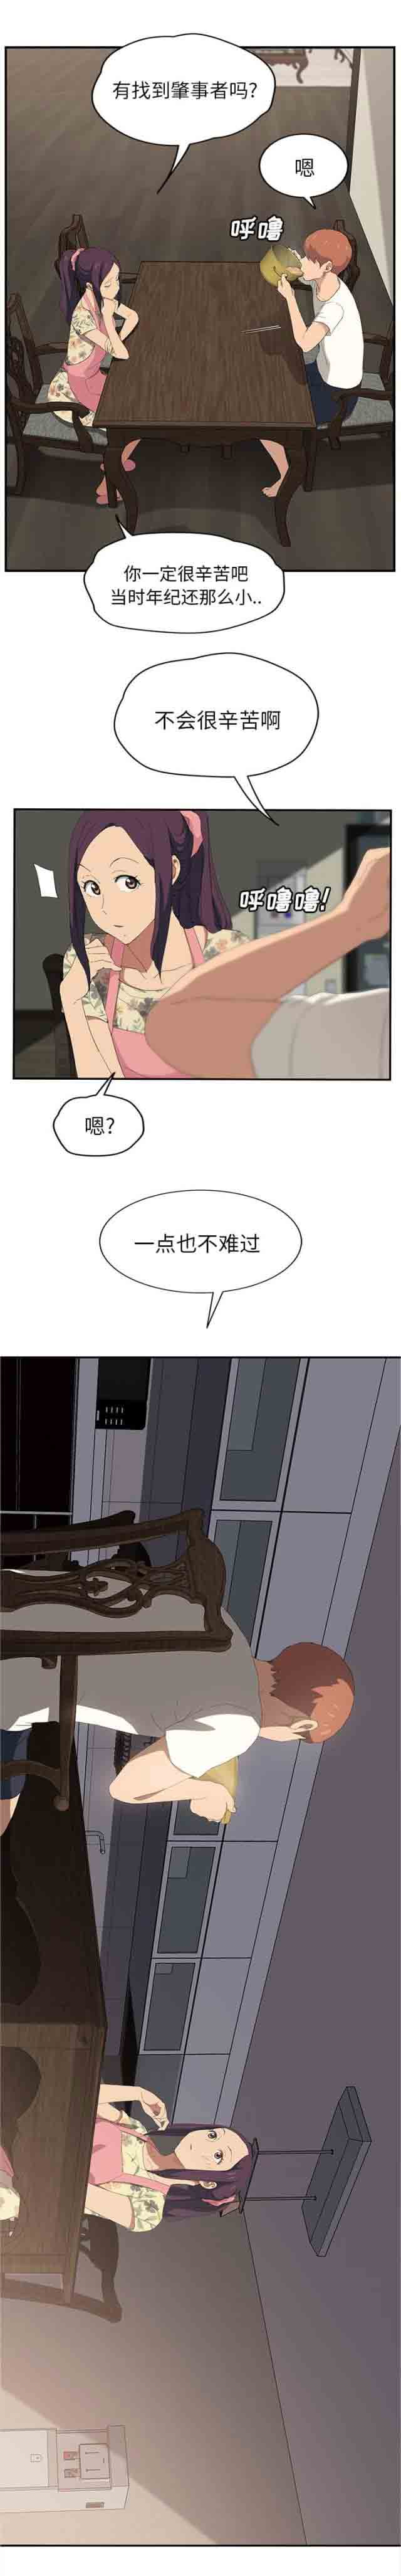 有找到肇事者吗?
嗯
呼噜
你一定很辛苦吧
当时年纪还那么小..
不会很辛苦啊
呼噜噜!
嗯?
一点也不难过